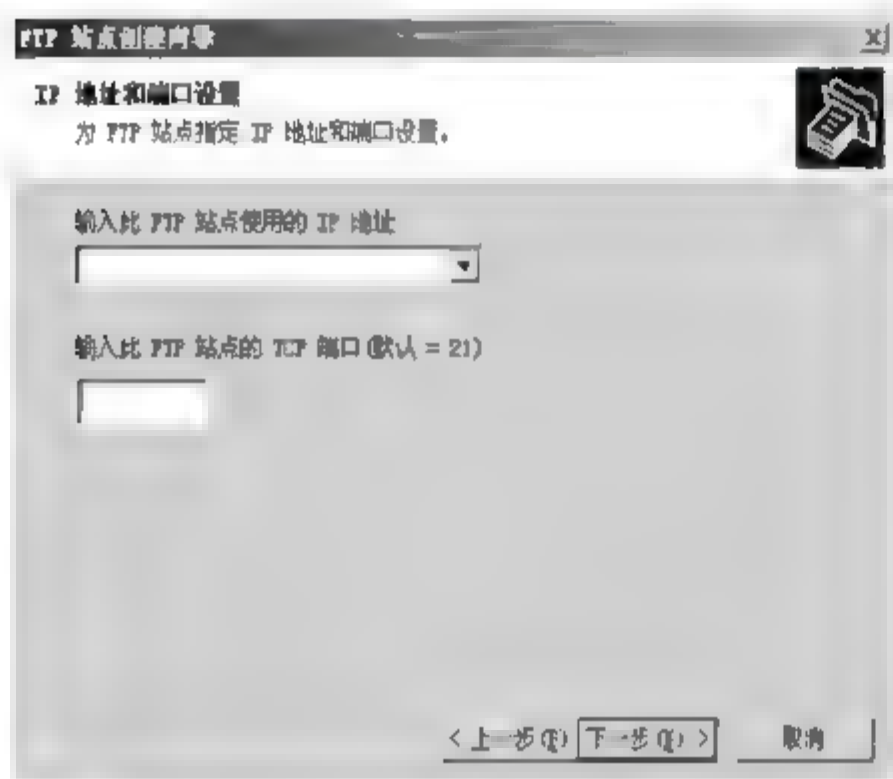 FTP 站点创建向导
IP 地址和端口设置
为 FTP 站点指定 IP 地址和端口设置。
输入此 FTP 站点使用的 IP 地址
输入此 FTP 站点的 TCP 端口(默认 = 21)
< 上一步(B) 下一步(N) > 取消